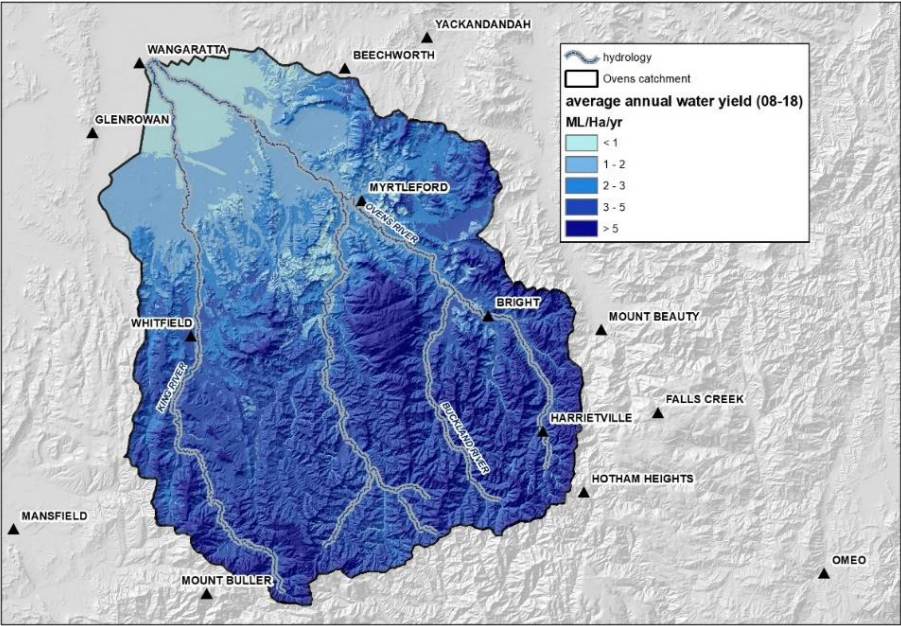 YACKANDANDAH
WANGARATTA
BEECHWORTH
GLENROWAN
MYRTLEFORD
OVENS RIVER
BRIGHT
MOUNT BEAUTY
WHITFIELD
KING RIVER
BUCKLAND RIVER
FALLS CREEK
HARRIETVILLE
HOTHAM HEIGHTS
MANSFIELD
MOUNT BULLER
OMEO
hydrology
Ovens catchment
average annual water yield (08-18)
ML/Ha/yr
< 1
1 - 2
2 - 3
3 - 5
> 5